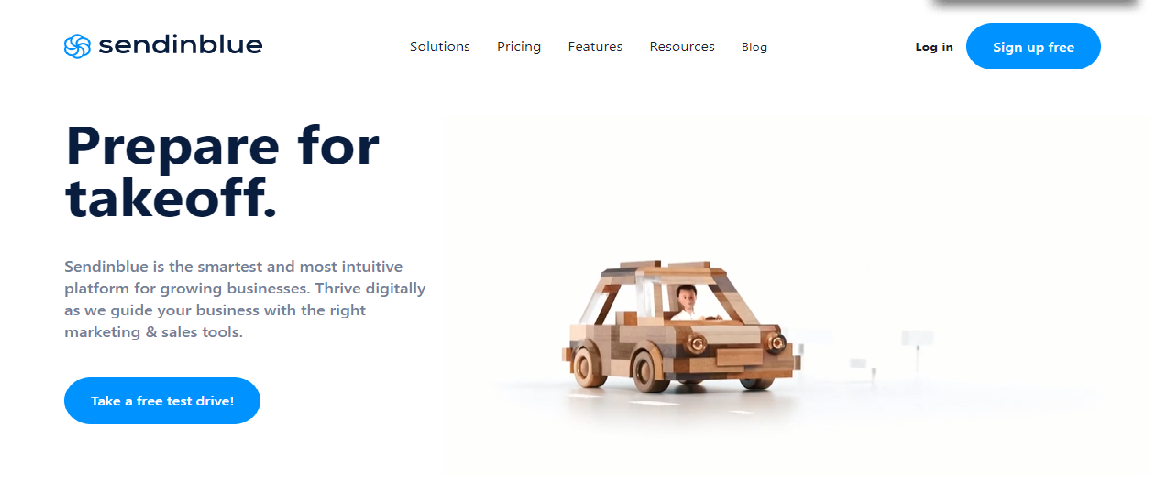 sendinblue
Solutions
Pricing
Features
Resources
Blog
Log in
Sign up free
Prepare for
takeoff.
Sendinblue is the smartest and most intuitive
platform for growing businesses. Thrive digitally
as we guide your business with the right
marketing & sales tools.
Take a free test drive!